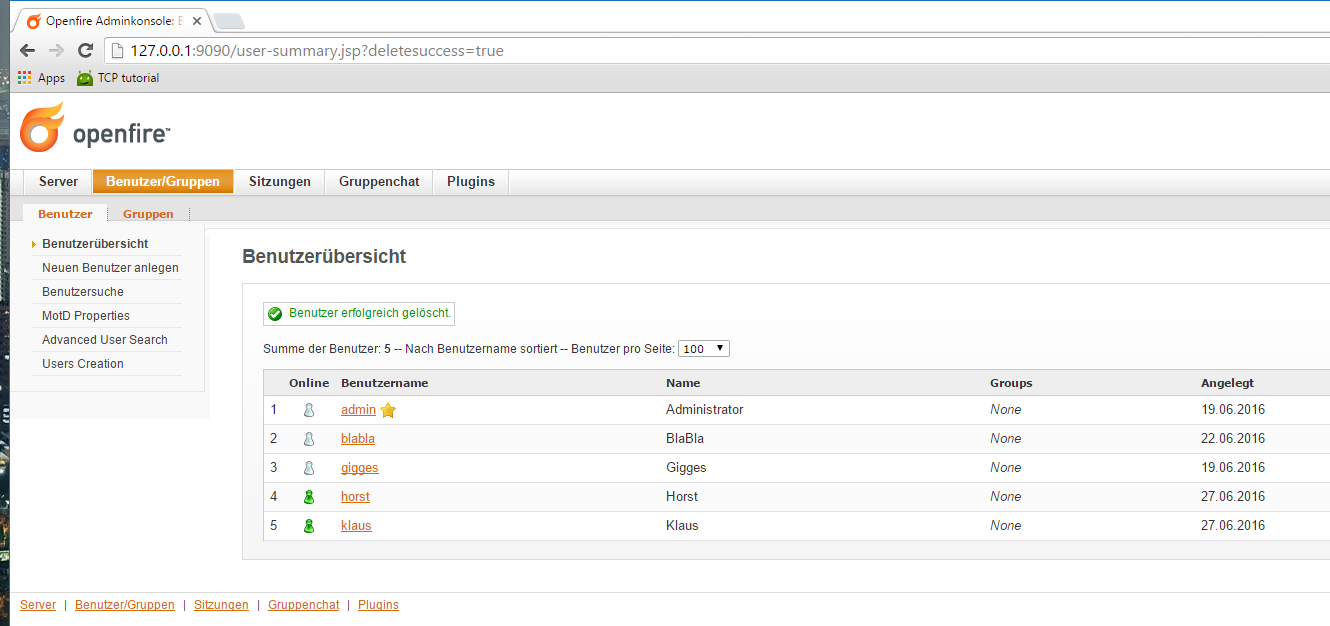 Openfire Adminkonsole: B
127.0.0.1:9090/user-summary.jsp?deletesuccess=true
Apps TCP tutorial
openfire™
Server Benutzer/Gruppen Sitzungen Gruppenchat Plugins
Benutzer Gruppen
Benutzerübersicht
Neuen Benutzer anlegen
Benutzersuche
MotD Properties
Advanced User Search
Users Creation
Benutzerübersicht
Benutzer erfolgreich gelöscht.
Summe der Benutzer: 5 -- Nach Benutzername sortiert -- Benutzer pro Seite: 100
Online Benutzername Name Groups Angelegt
1 admin Administrator None 19.06.2016
2 blabla BlaBla None 22.06.2016
3 gigges Gigges None 19.06.2016
4 horst Horst None 27.06.2016
5 klaus Klaus None 27.06.2016
Server | Benutzer/Gruppen | Sitzungen | Gruppenchat | Plugins